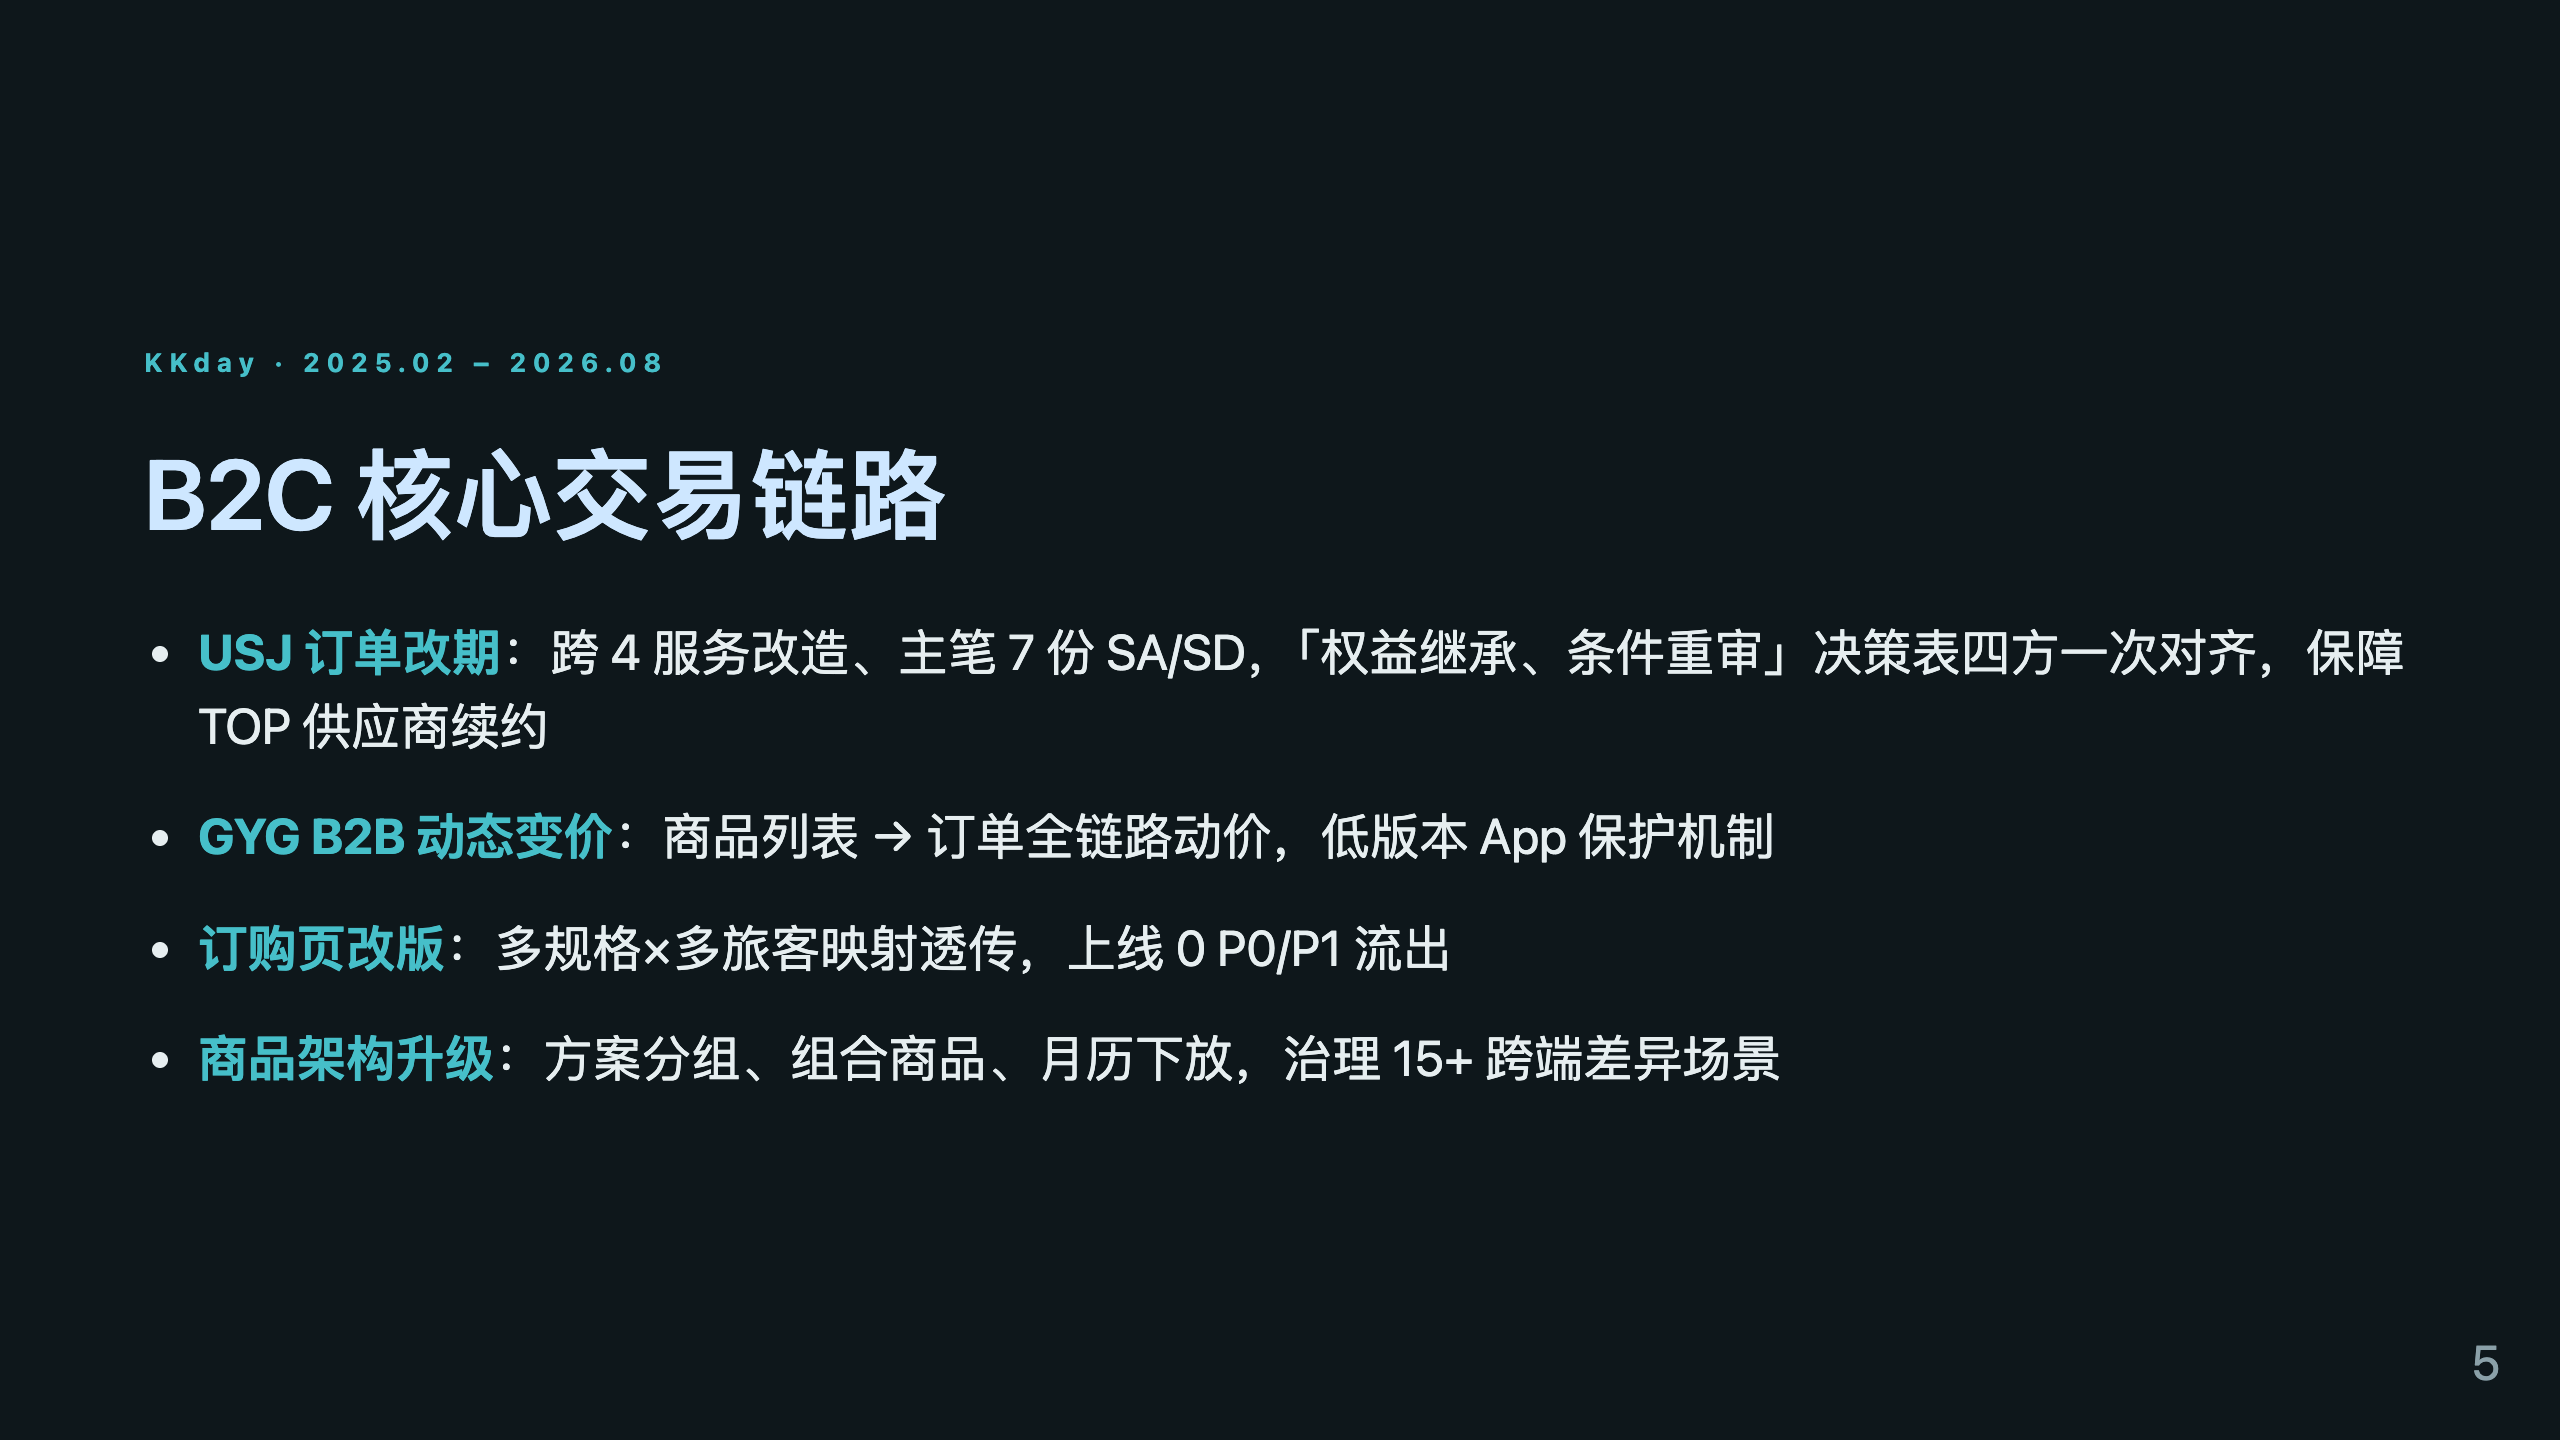 KKday · 2025.02 – 2026.08
B2C 核心交易链路
• USJ 订单改期：跨 4 服务改造、主笔 7 份 SA/SD，「权益继承、条件重审」决策表四方一次对齐，保障
TOP 供应商续约
• GYG B2B 动态变价：商品列表 → 订单全链路动价，低版本 App 保护机制
• 订购页改版：多规格×多旅客映射透传，上线 0 P0/P1 流出
• 商品架构升级：方案分组、组合商品、月历下放，治理 15+ 跨端差异场景
5